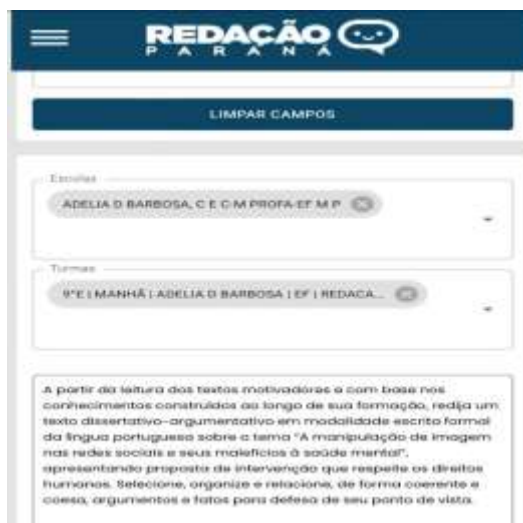 REDAÇÃO
PARANÁ
LIMPAR CAMPOS
Escolas
ADELIA D BARBOSA, C E C M PROFA-EF M P
Turmas
9°E | MANHÃ | ADELIA D BARBOSA | EF | REDACA...
A partir da leitura dos textos motivadores e com base nos
conhecimentos construídos ao longo de sua formação, redija um
texto dissertativo-argumentativo em modalidade escrita formal
da língua portuguesa sobre o tema "A manipulação de imagem
nas redes sociais e seus malefícios à saúde mental",
apresentando proposta de intervenção que respeite os direitos
humanos. Selecione, organize e relacione, de forma coerente e
coesa, argumentos e fatos para defesa de seu ponto de vista.